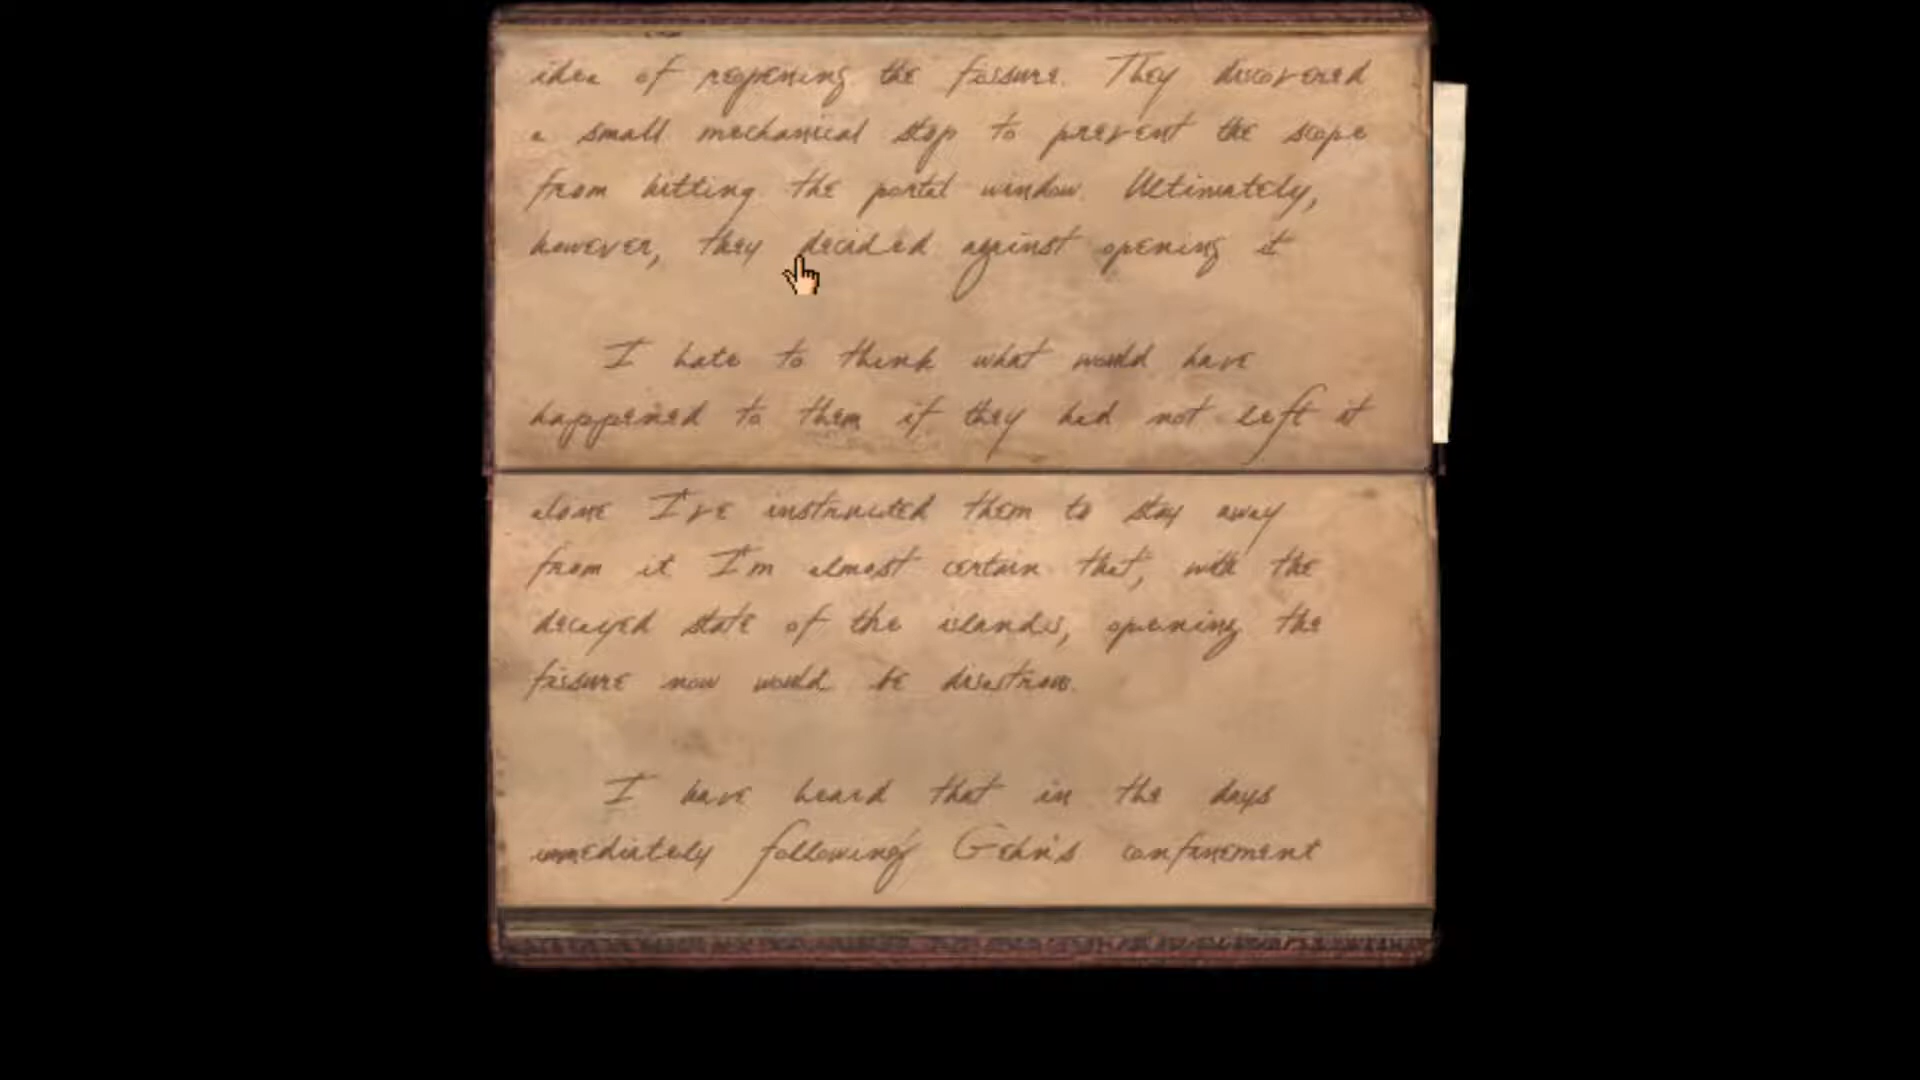 idea of reopening the fissure. They discovered
a small mechanical stop to prevent the scope
from hitting the portal window. Ultimately,
however, they decided against opening it
I hate to think what would have
happened to them if they had not left it
alone I've instructed them to stay away
from it I'm almost certain that, with the
decayed state of the islands, opening the
fissure now would be disastrous.
I have heard that in the days
immediately following Gehn's confinement